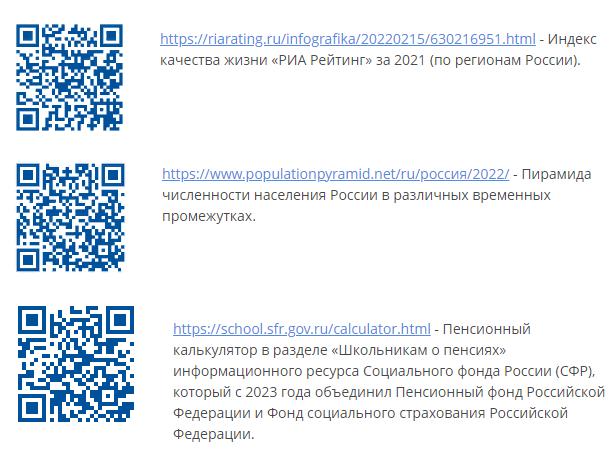 https://riarating.ru/infografika/20220215/630216951.html - Индекс
качества жизни «РИА Рейтинг» за 2021 (по регионам России).
https://www.populationpyramid.net/ru/россия/2022/ - Пирамида
численности населения России в различных временных
промежутках.
https://school.sfr.gov.ru/calculator.html - Пенсионный
калькулятор в разделе «Школьникам о пенсиях»
информационного ресурса Социального фонда России (СФР),
который с 2023 года объединил Пенсионный фонд Российской
Федерации и Фонд социального страхования Российской
Федерации.